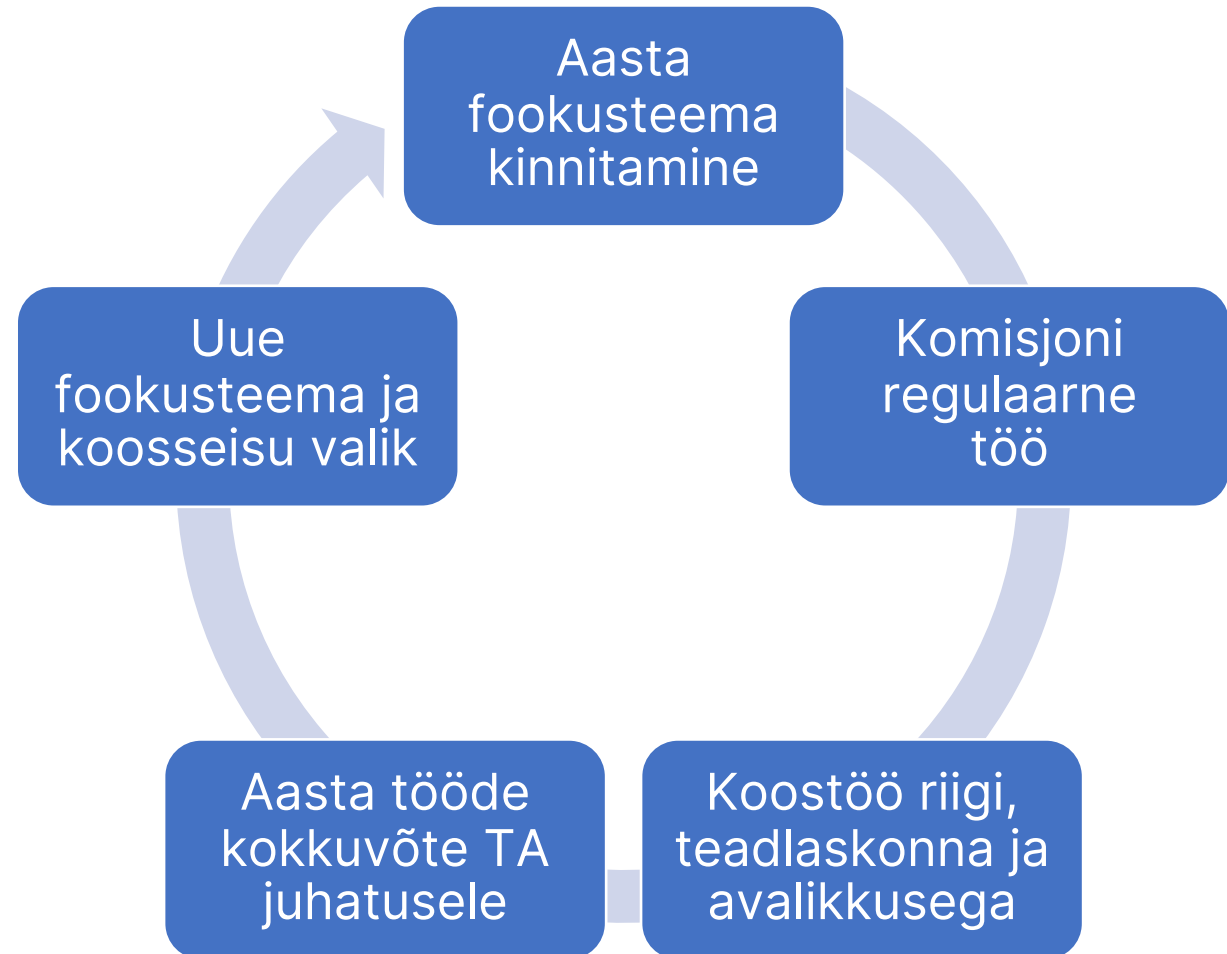 Aasta
fookusteema
kinnitamine
Komisjoni
regulaarne
töö
Koostöö riigi,
teadlaskonna ja
avalikkusega
Aasta tööde
kokkuvõte TA
juhatusele
Uue
fookusteema ja
koosseisu valik